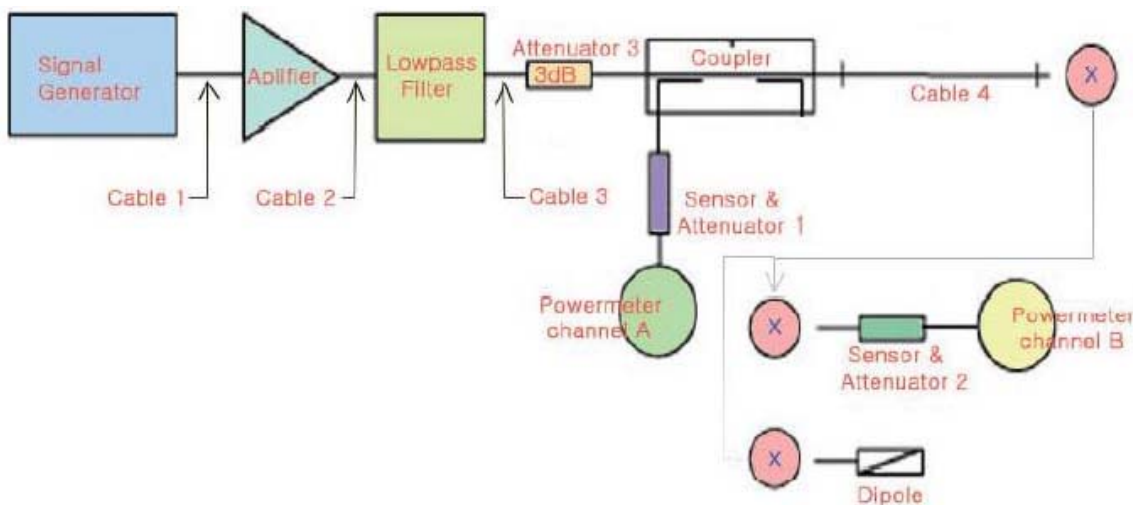 Signal
Generator
Aplifier
Lowpass
Filter
Attenuator 3
3dB
Coupler
Cable 4
X
Cable 1
Cable 2
Cable 3
Sensor &
Attenuator 1
Powermeter
channel A
X
Sensor &
Attenuator 2
Powermeter
channel B
X
Dipole